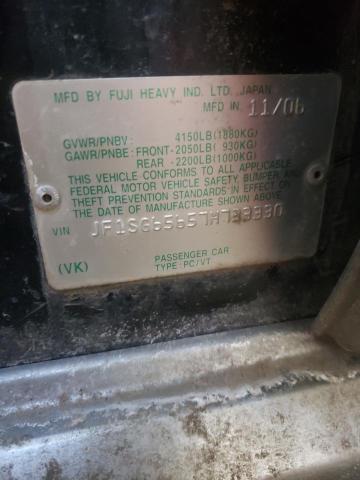 MFD BY FUJI HEAVY IND. LTD. JAPAN
MFD IN 11/06
GVWR/PNBV: 4150LB(1880KG)
GAWR/PNBE: FRONT-2050LB( 930KG)
REAR -2200LB(1000KG)
THIS VEHICLE CONFORMS TO ALL APPLICABLE
FEDERAL MOTOR VEHICLE SAFETY, BUMPER, AND
THEFT PREVENTION STANDARDS IN EFFECT ON
THE DATE OF MANUFACTURE SHOWN ABOVE.
VIN JF1SG65657H733330
PASSENGER CAR
(VK) TYPE: PC/VT